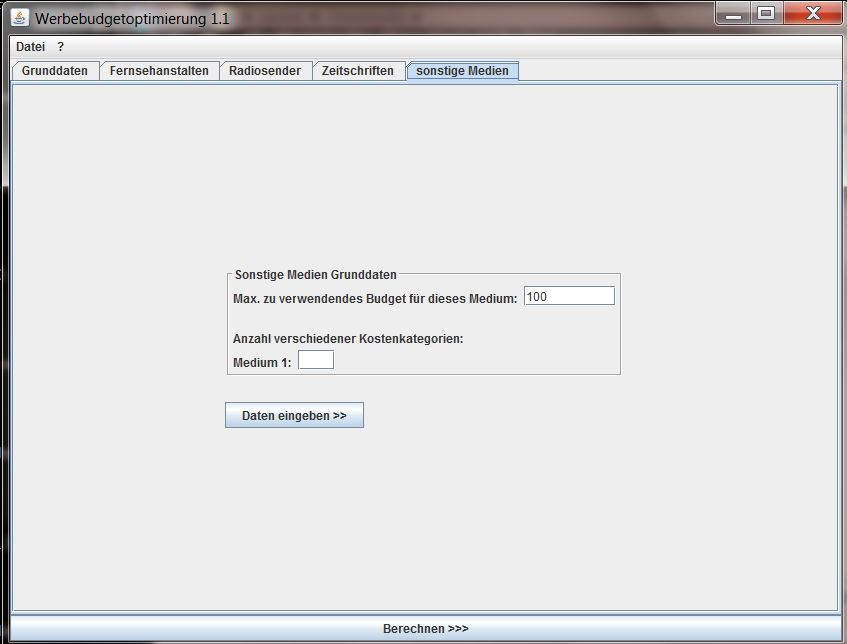 Werbebudgetoptimierung 1.1
Datei ?
Grunddaten Fernsehanstalten Radiosender Zeitschriften sonstige Medien
Sonstige Medien Grunddaten
Max. zu verwendendes Budget für dieses Medium: 100
Anzahl verschiedener Kostenkategorien:
Medium 1:
Daten eingeben >>
Berechnen >>>